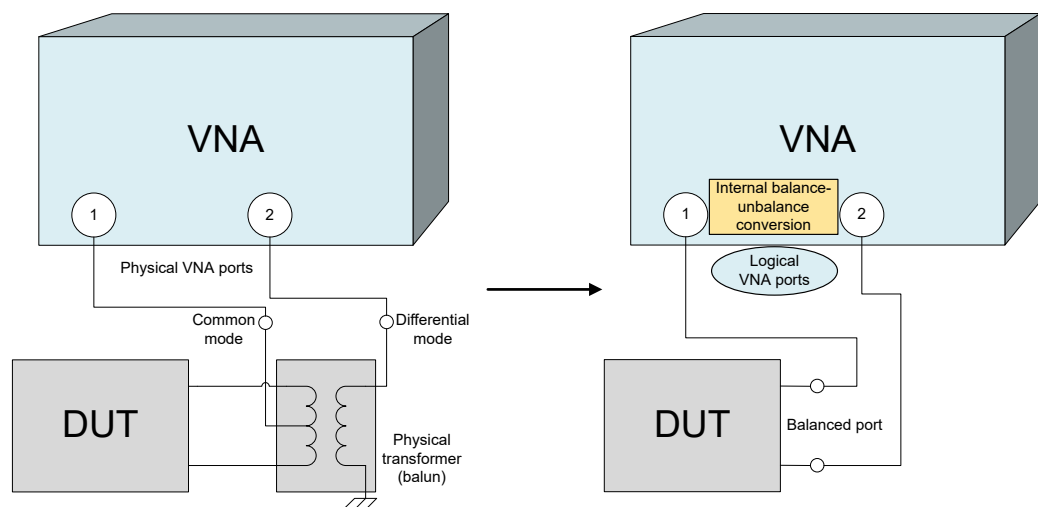 VNA
1
2
Physical VNA ports
Common
mode
Differential
mode
DUT
Physical
transformer
(balun)
VNA
1
Internal balance-
unbalance
conversion
2
Logical
VNA ports
DUT
Balanced port